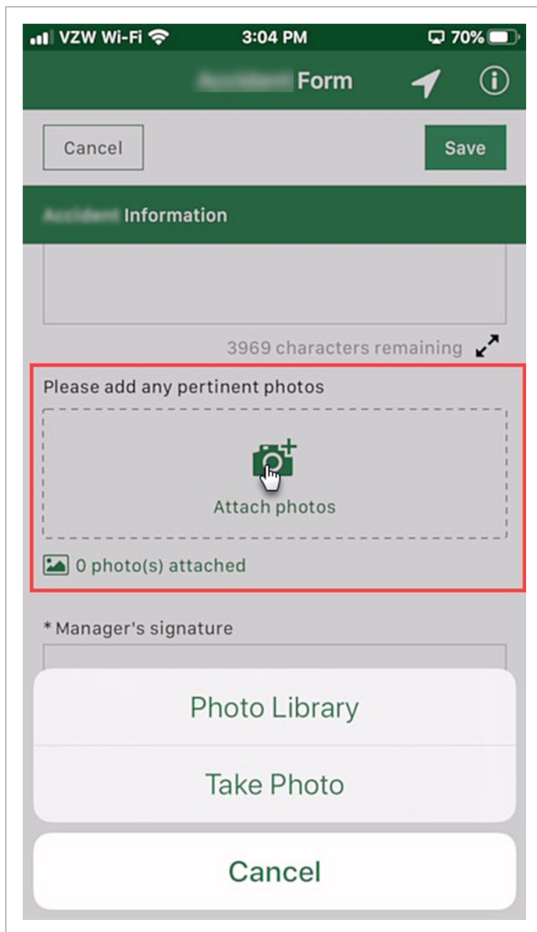 VZW Wi-Fi 3:04 PM 70%
Form
Cancel Save
Information
3969 characters remaining
Please add any pertinent photos
Attach photos
0 photo(s) attached
* Manager's signature
Photo Library
Take Photo
Cancel